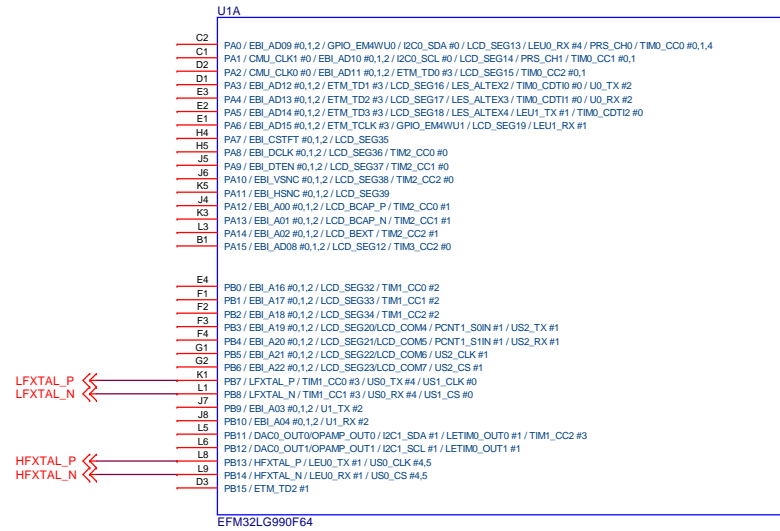 U1A
C2 PA0 / EBI_AD09 #0,1,2 / GPIO_EM4WU0 / I2C0_SDA #0 / LCD_SEG13 / LEU0_RX #4 / PRS_CH0 / TIM0_CC0 #0,1,4
C1 PA1 / CMU_CLK1 #0 / EBI_AD10 #0,1,2 / I2C0_SCL #0 / LCD_SEG14 / PRS_CH1 / TIM0_CC1 #0,1
D2 PA2 / CMU_CLK0 #0 / EBI_AD11 #0,1,2 / ETM_TD0 #3 / LCD_SEG15 / TIM0_CC2 #0,1
D1 PA3 / EBI_AD12 #0,1,2 / ETM_TD1 #3 / LCD_SEG16 / LES_ALTEX2 / TIM0_CDTI0 #0 / U0_TX #2
E3 PA4 / EBI_AD13 #0,1,2 / ETM_TD2 #3 / LCD_SEG17 / LES_ALTEX3 / TIM0_CDTI1 #0 / U0_RX #2
E2 PA5 / EBI_AD14 #0,1,2 / ETM_TD3 #3 / LCD_SEG18 / LES_ALTEX4 / LEU1_TX #1 / TIM0_CDTI2 #0
E1 PA6 / EBI_AD15 #0,1,2 / ETM_TCLK #3 / GPIO_EM4WU1 / LCD_SEG19 / LEU1_RX #1
H4 PA7 / EBI_CSTFT #0,1,2 / LCD_SEG35
H5 PA8 / EBI_DCLK #0,1,2 / LCD_SEG36 / TIM2_CC0 #0
J5 PA9 / EBI_DTEN #0,1,2 / LCD_SEG37 / TIM2_CC1 #0
J6 PA10 / EBI_VSNC #0,1,2 / LCD_SEG38 / TIM2_CC2 #0
K5 PA11 / EBI_HSNC #0,1,2 / LCD_SEG39
J4 PA12 / EBI_A00 #0,1,2 / LCD_BCAP_P / TIM2_CC0 #1
K3 PA13 / EBI_A01 #0,1,2 / LCD_BCAP_N / TIM2_CC1 #1
L3 PA14 / EBI_A02 #0,1,2 / LCD_BEXT / TIM2_CC2 #1
B1 PA15 / EBI_AD08 #0,1,2 / LCD_SEG12 / TIM3_CC2 #0
E4 PB0 / EBI_A16 #0,1,2 / LCD_SEG32 / TIM1_CC0 #2
F1 PB1 / EBI_A17 #0,1,2 / LCD_SEG33 / TIM1_CC1 #2
F2 PB2 / EBI_A18 #0,1,2 / LCD_SEG34 / TIM1_CC2 #2
F3 PB3 / EBI_A19 #0,1,2 / LCD_SEG20/LCD_COM4 / PCNT1_S0IN #1 / US2_TX #1
F4 PB4 / EBI_A20 #0,1,2 / LCD_SEG21/LCD_COM5 / PCNT1_S1IN #1 / US2_RX #1
G1 PB5 / EBI_A21 #0,1,2 / LCD_SEG22/LCD_COM6 / US2_CLK #1
G2 PB6 / EBI_A22 #0,1,2 / LCD_SEG23/LCD_COM7 / US2_CS #1
LFXTAL_P K1 PB7 / LFXTAL_P / TIM1_CC0 #3 / US0_TX #4 / US1_CLK #0
LFXTAL_N L1 PB8 / LFXTAL_N / TIM1_CC1 #3 / US0_RX #4 / US1_CS #0
J7 PB9 / EBI_A03 #0,1,2 / U1_TX #2
J8 PB10 / EBI_A04 #0,1,2 / U1_RX #2
L5 PB11 / DAC0_OUT0/OPAMP_OUT0 / I2C1_SDA #1 / LETIM0_OUT0 #1 / TIM1_CC2 #3
L6 PB12 / DAC0_OUT1/OPAMP_OUT1 / I2C1_SCL #1 / LETIM0_OUT1 #1
HFXTAL_P L8 PB13 / HFXTAL_P / LEU0_TX #1 / US0_CLK #4,5
HFXTAL_N L9 PB14 / HFXTAL_N / LEU0_RX #1 / US0_CS #4,5
D3 PB15 / ETM_TD2 #1
EFM32LG990F64